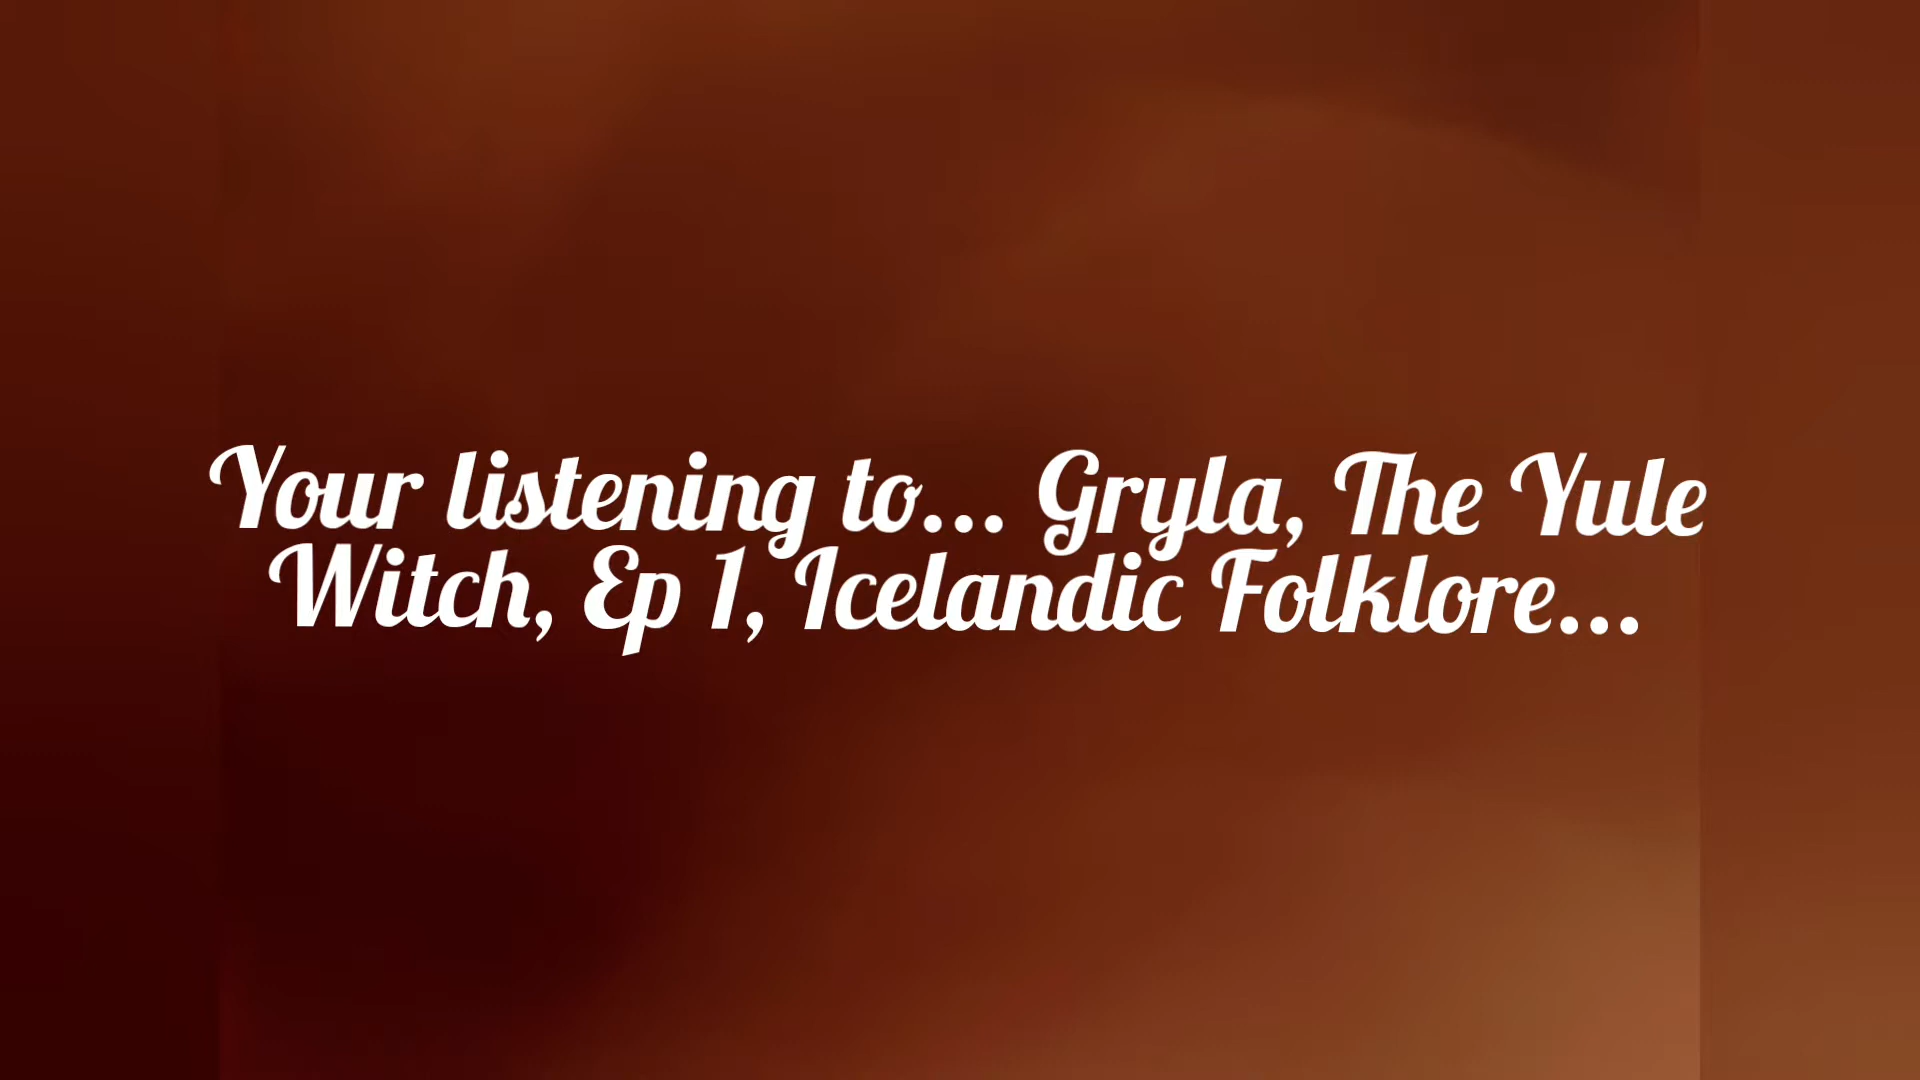 Your listening to... Gryla, The Yule
Witch, Ep 1, Icelandic Folklore...